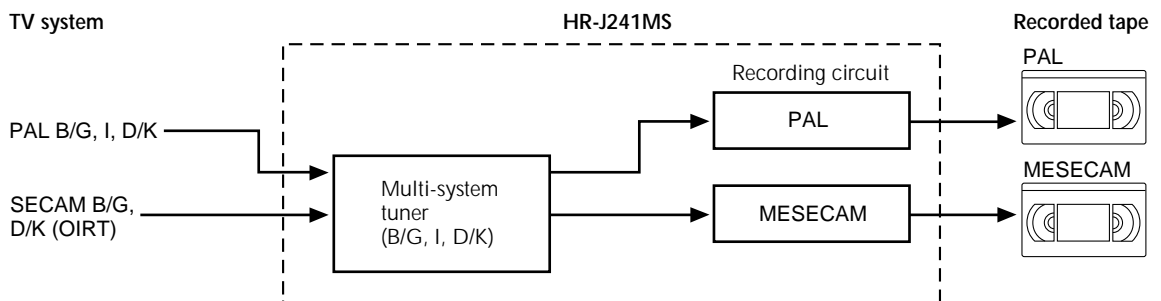 TV system
HR-J241MS
Recorded tape
PAL
Recording circuit
PAL
PAL B/G, I, D/K
MESECAM
Multi-system
tuner
(B/G, I, D/K)
SECAM B/G,
D/K (OIRT)
MESECAM